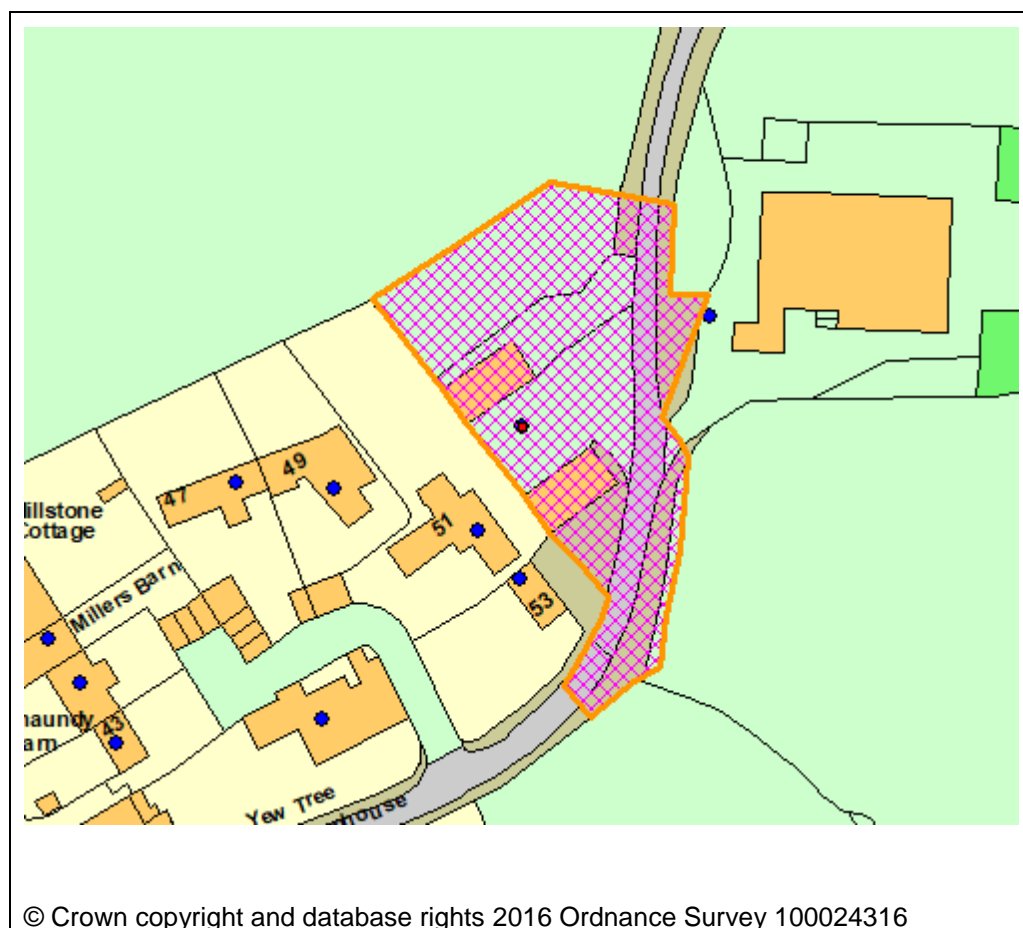 49
47
51
illstone
Cottage
53
Millers Barn
haundy
arn
43
Yew Tree
house
© Crown copyright and database rights 2016 Ordnance Survey 100024316